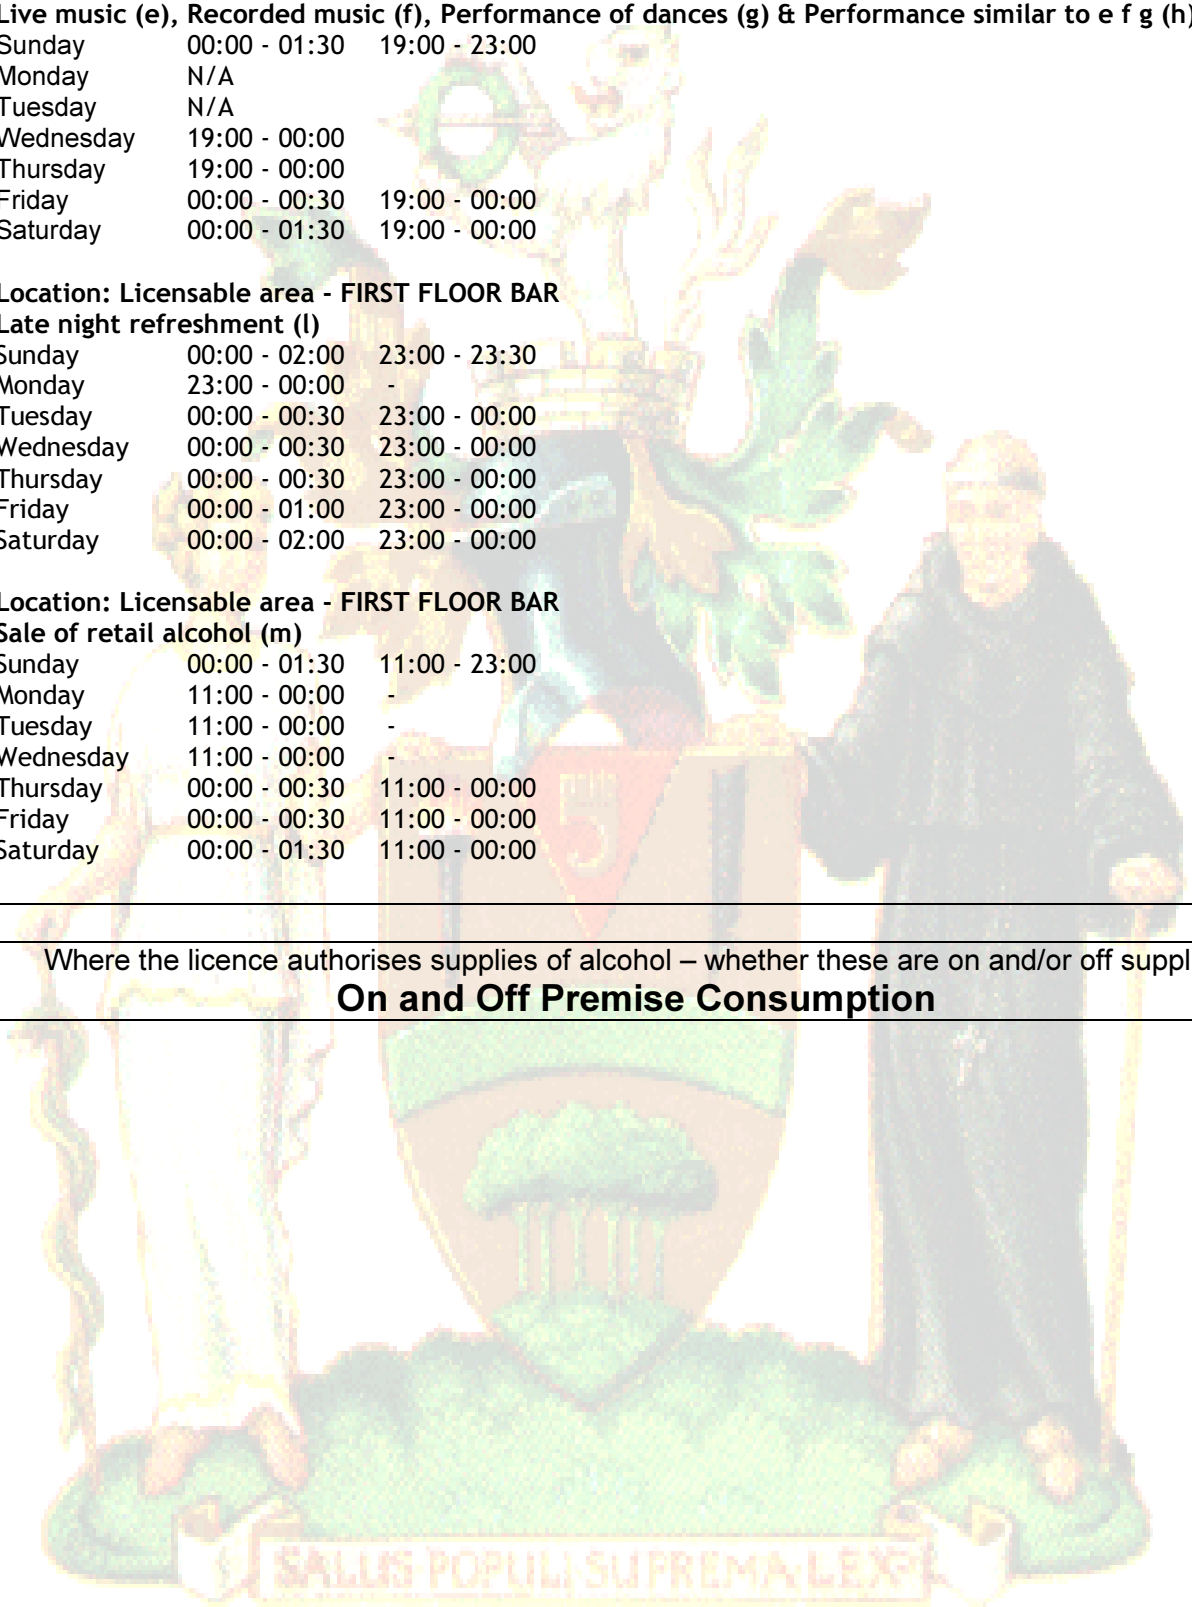 Live music (e), Recorded music (f), Performance of dances (g) & Performance similar to e f g (h)
Sunday 00:00 - 01:30 19:00 - 23:00
Monday N/A
Tuesday N/A
Wednesday 19:00 - 00:00
Thursday 19:00 - 00:00
Friday 00:00 - 00:30 19:00 - 00:00
Saturday 00:00 - 01:30 19:00 - 00:00
Location: Licensable area - FIRST FLOOR BAR
Late night refreshment (l)
Sunday 00:00 - 02:00 23:00 - 23:30
Monday 23:00 - 00:00 -
Tuesday 00:00 - 00:30 23:00 - 00:00
Wednesday 00:00 - 00:30 23:00 - 00:00
Thursday 00:00 - 00:30 23:00 - 00:00
Friday 00:00 - 01:00 23:00 - 00:00
Saturday 00:00 - 02:00 23:00 - 00:00
Location: Licensable area - FIRST FLOOR BAR
Sale of retail alcohol (m)
Sunday 00:00 - 01:30 11:00 - 23:00
Monday 11:00 - 00:00 -
Tuesday 11:00 - 00:00 -
Wednesday 11:00 - 00:00 -
Thursday 00:00 - 00:30 11:00 - 00:00
Friday 00:00 - 00:30 11:00 - 00:00
Saturday 00:00 - 01:30 11:00 - 00:00
Where the licence authorises supplies of alcohol – whether these are on and/or off suppl
On and Off Premise Consumption
SALUS POPULI SUPREMA LEX